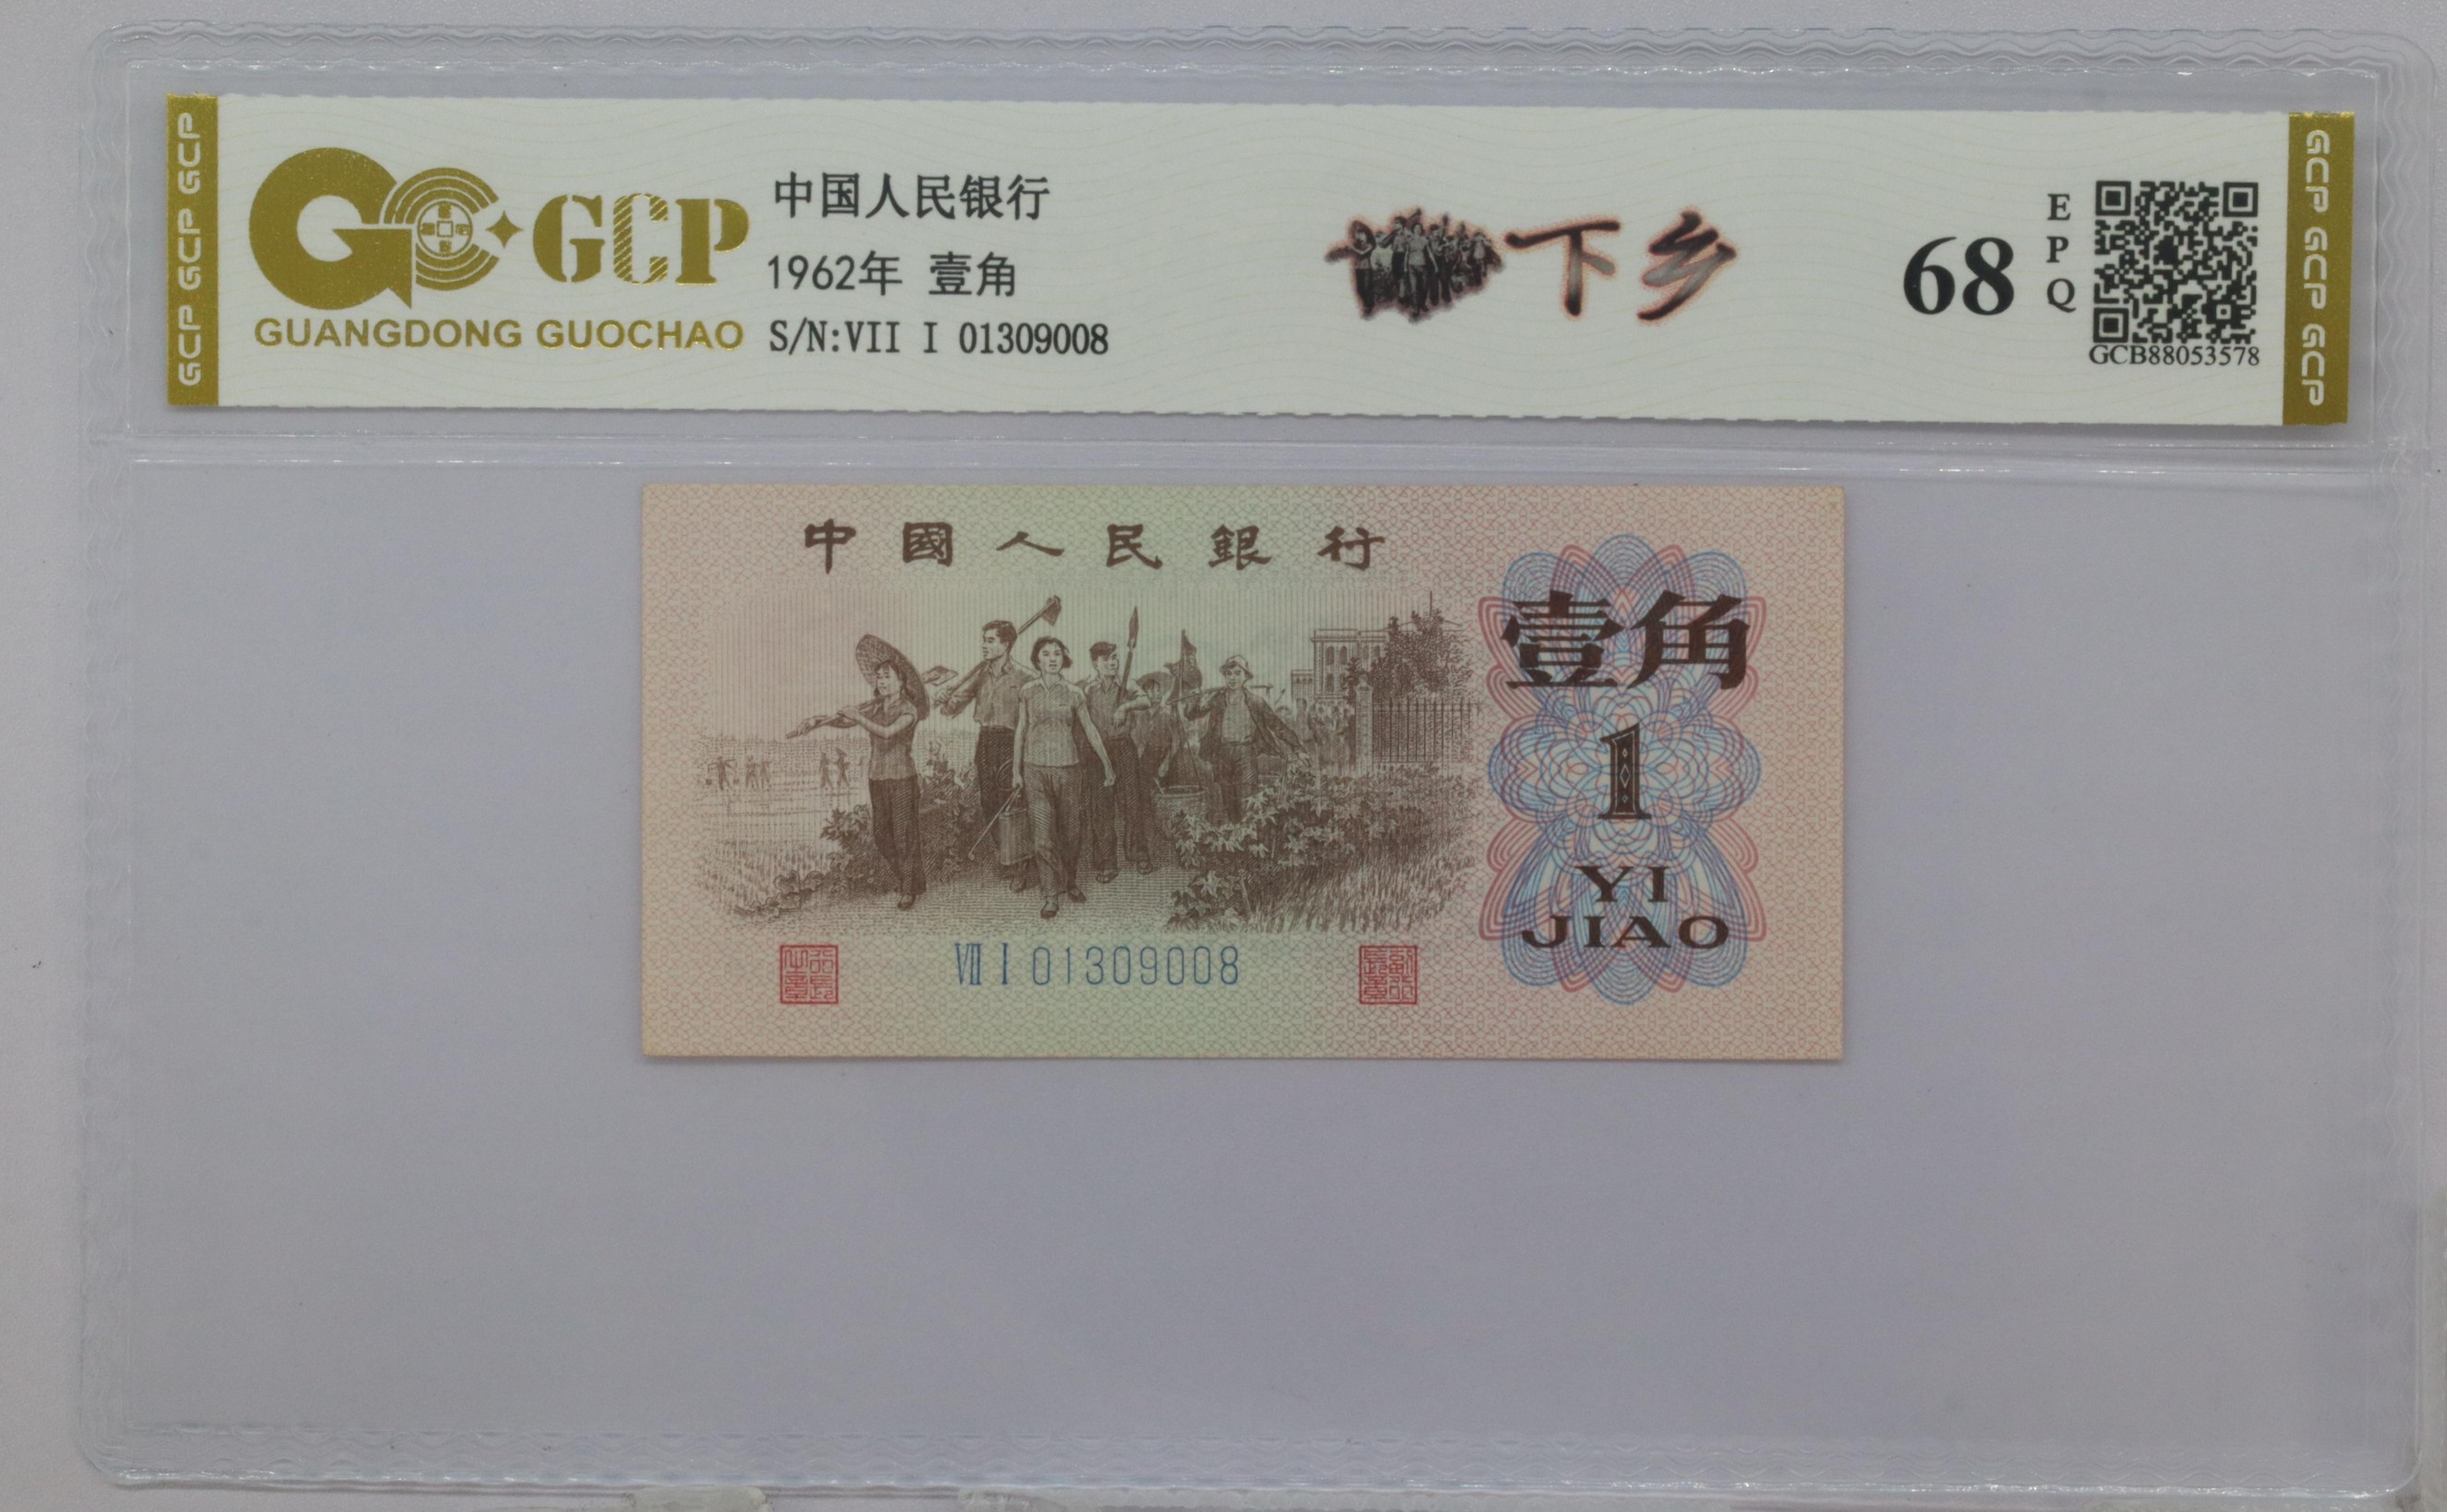 GCP GCP GCP
GCP
GUANGDONG GUOCHAO
中国人民银行
1962年 壹角
S/N:VII I 01309008
下乡
68
EPQ
GCB88053578
GCP GCP GCP
中國人民銀行
壹角
1
YI
JIAO
VII I 01309008